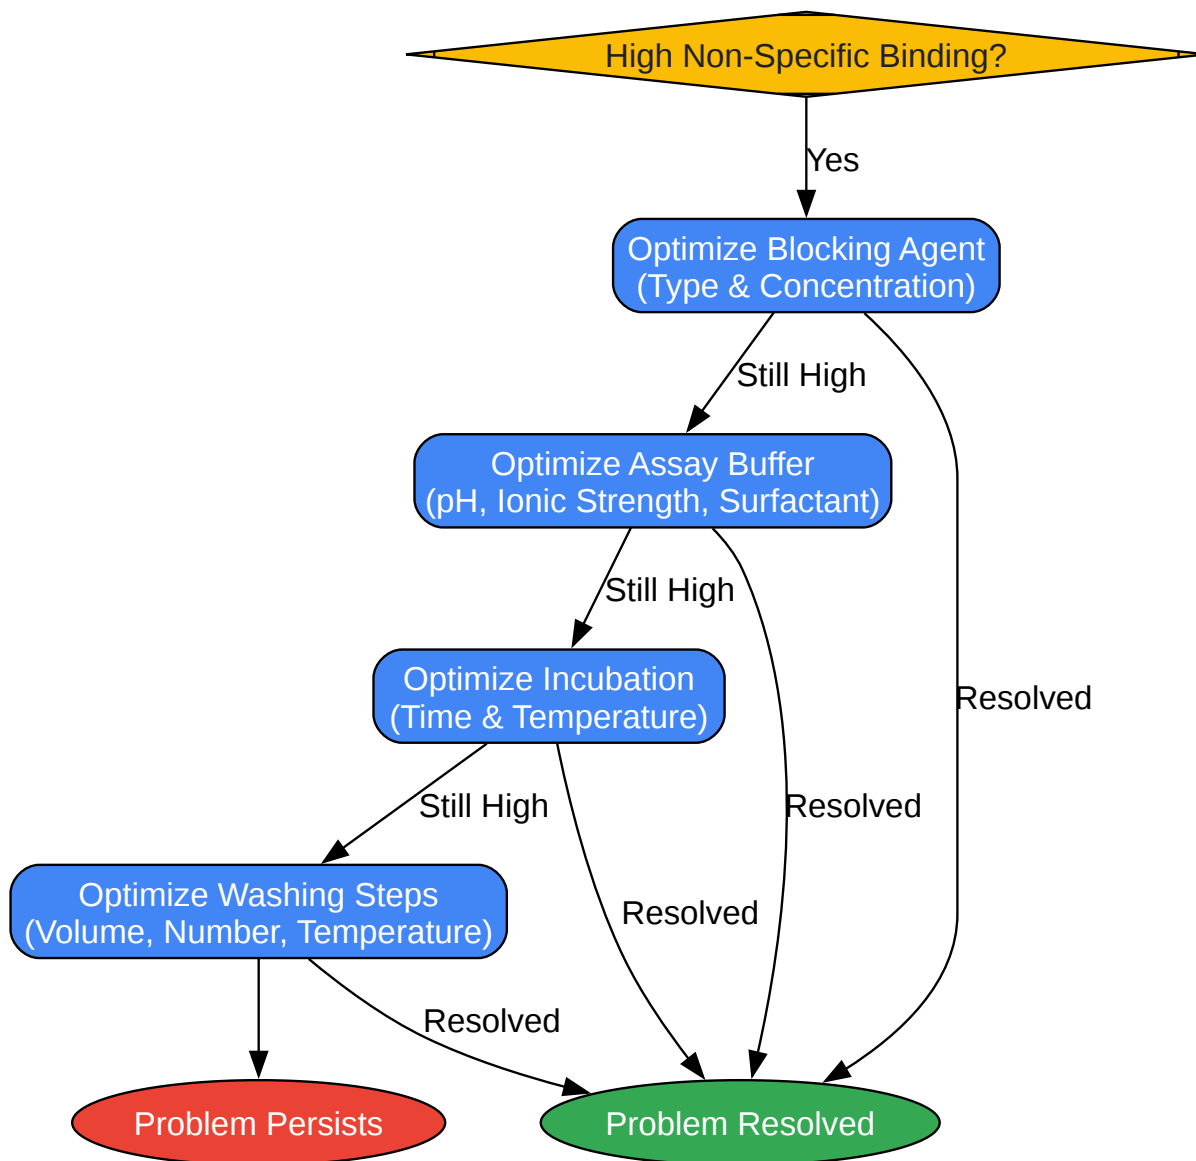 High Non-Specific Binding?
Yes
Optimize Blocking Agent
(Type & Concentration)
Still High
Optimize Assay Buffer
(pH, Ionic Strength, Surfactant)
Still High
Optimize Incubation
(Time & Temperature)
Resolved
Still High
Resolved
Optimize Washing Steps
(Volume, Number, Temperature)
Resolved
Resolved
Problem Persists
Problem Resolved